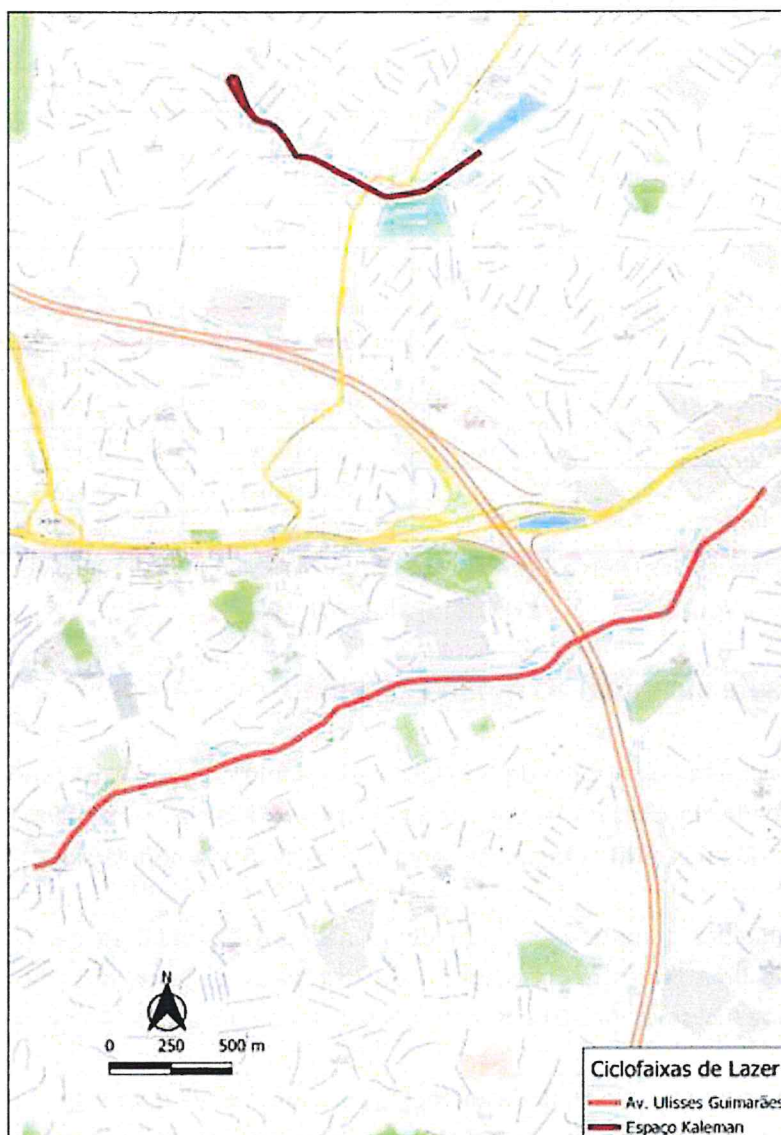 N
0 250 500 m
Ciclofaixas de Lazer
Av. Ulisses Guimarães
Espaço Kaleman